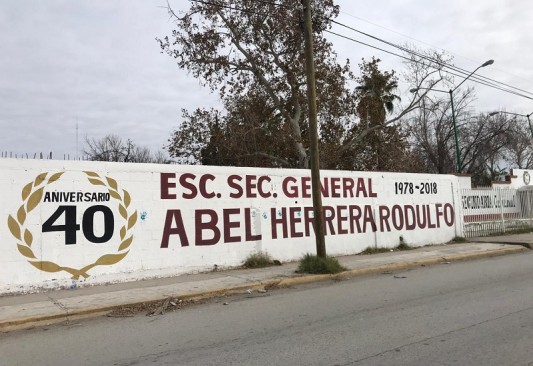 ANIVERSARIO
40
ESC. SEC. GENERAL 1978-2018
ABEL HERRERA RODULFO